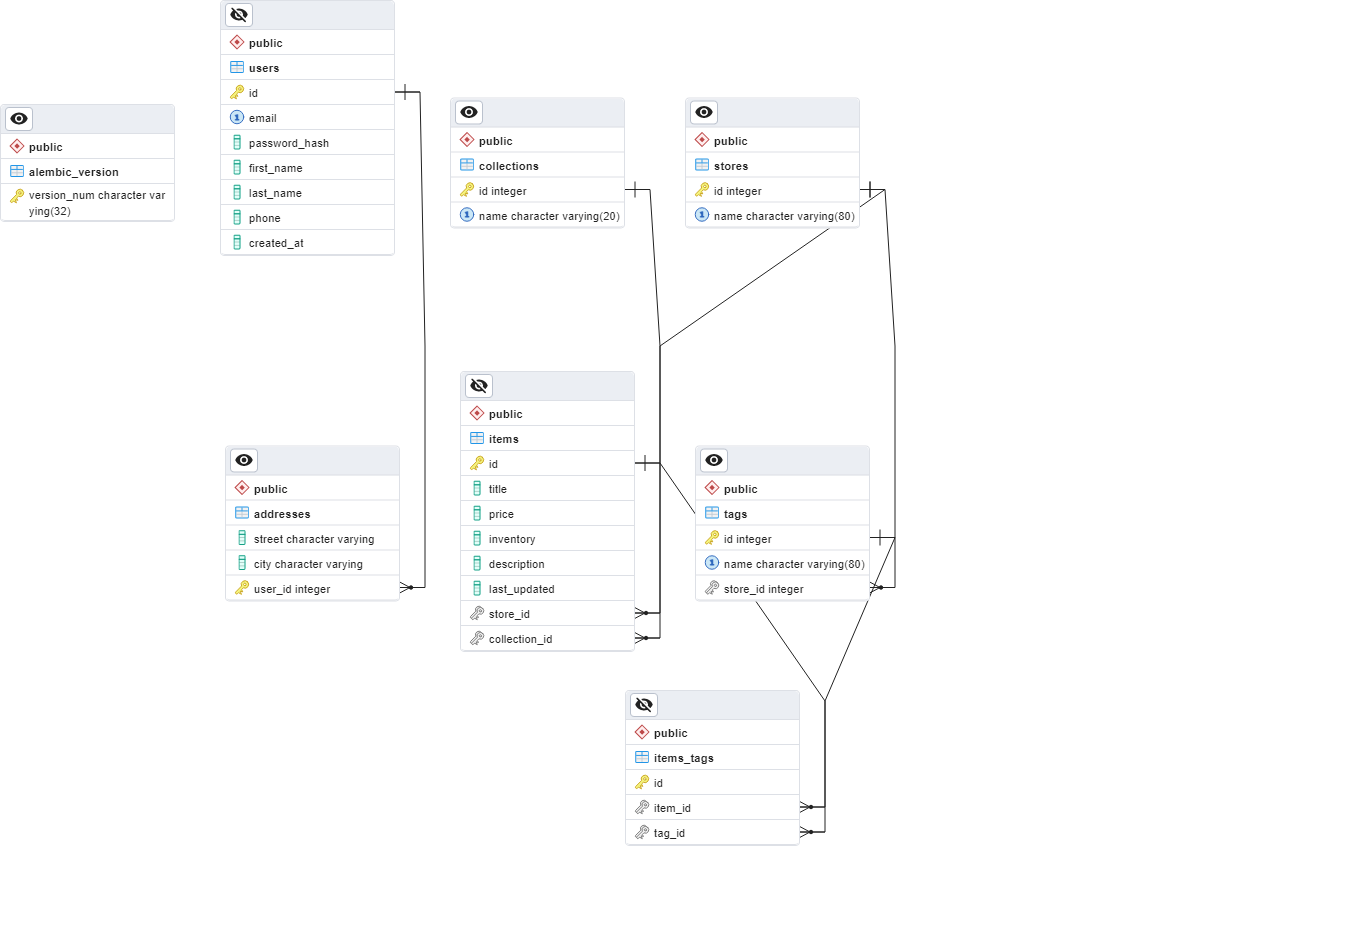 public
users
id
email
password_hash
first_name
last_name
phone
created_at
public
alembic_version
version_num character var
ying(32)
public
collections
id integer
name character varying(20)
public
stores
id integer
name character varying(80)
public
addresses
street character varying
city character varying
user_id integer
public
items
id
title
price
inventory
description
last_updated
store_id
collection_id
public
tags
id integer
name character varying(80)
store_id integer
public
items_tags
id
item_id
tag_id